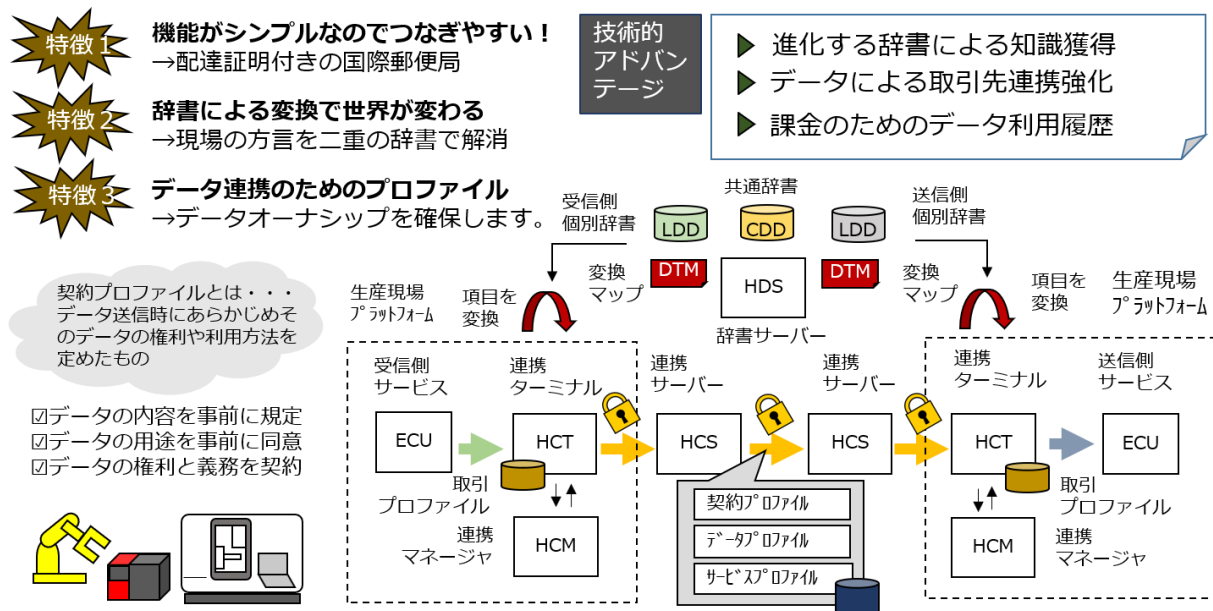 特徴１
機能がシンプルなのでつなぎやすい！
→配達証明付きの国際郵便局
特徴２
辞書による変換で世界が変わる
→現場の方言を二重の辞書で解消
特徴３
データ連携のためのプロファイル
→データオーナシップを確保します。
技術的
アドバン
テージ
進化する辞書による知識獲得
データによる取引先連携強化
課金のためのデータ利用履歴
契約プロファイルとは・・・
データ送信時にあらかじめそ
のデータの権利や利用方法を
定めたもの
☑データの内容を事前に規定
☑データの用途を事前に同意
☑データの権利と義務を契約
受信側
個別辞書
共通辞書
送信側
個別辞書
LDD
CDD
LDD
DTM
変換
マップ
HDS
辞書サーバー
DTM
変換
マップ
生産現場
ﾌﾟﾗｯﾄﾌｫｰﾑ
項目を
変換
項目を
変換
生産現場
ﾌﾟﾗｯﾄﾌｫｰﾑ
受信側
サービス
連携
ターミナル
連携
サーバー
連携
サーバー
連携
ターミナル
送信側
サービス
ECU
HCT
HCS
HCS
HCT
ECU
取引
プロファイル
連携
マネージャ
HCM
契約ﾌﾟﾛﾌｧｲﾙ
ﾃﾞｰﾀﾌﾟﾛﾌｧｲﾙ
ｻｰﾋﾞｽﾌﾟﾛﾌｧｲﾙ
HCM
取引
プロファイル
連携
マネージャ